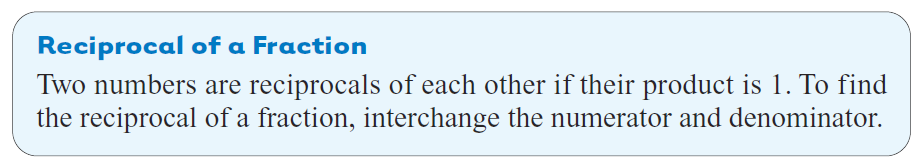 Reciprocal of a Fraction
Two numbers are reciprocals of each other if their product is 1. To find
the reciprocal of a fraction, interchange the numerator and denominator.